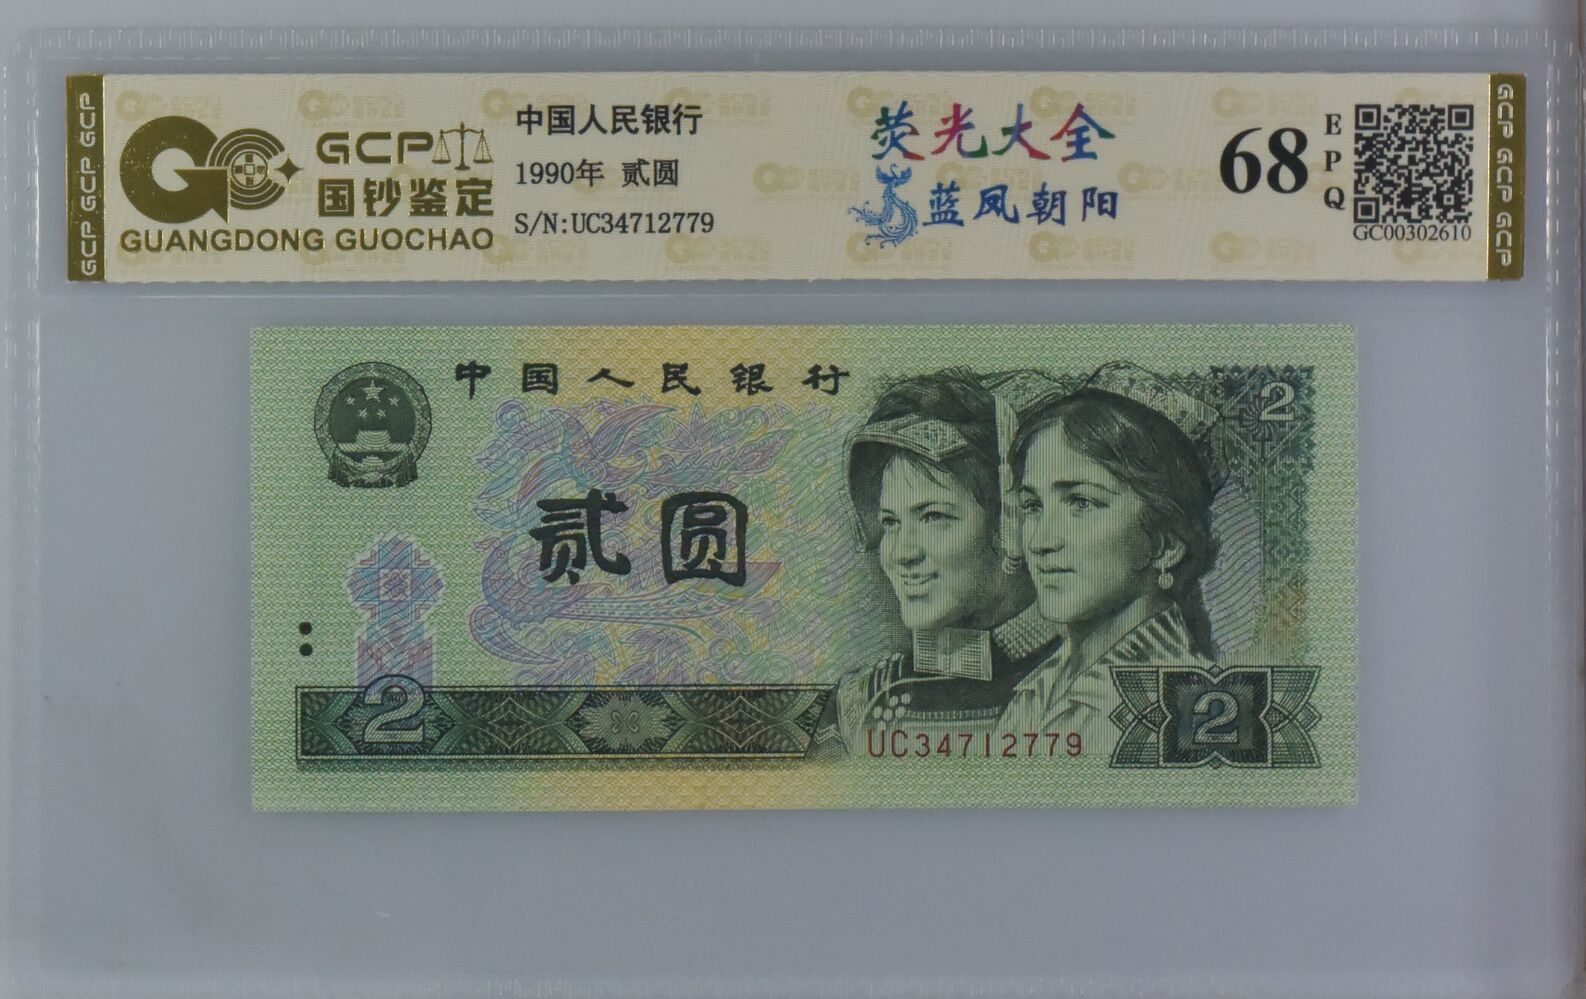 GCP GCP GCP
GCP
国钞鉴定
GUANGDONG GUOCHAO
中国人民银行
1990年 贰圆
S/N:UC34712779
荧光大全
蓝凤朝阳
68
EPQ
GC00302610
GCP GCP GCP
中国人民银行
2
贰圆
2
UC34712779
2